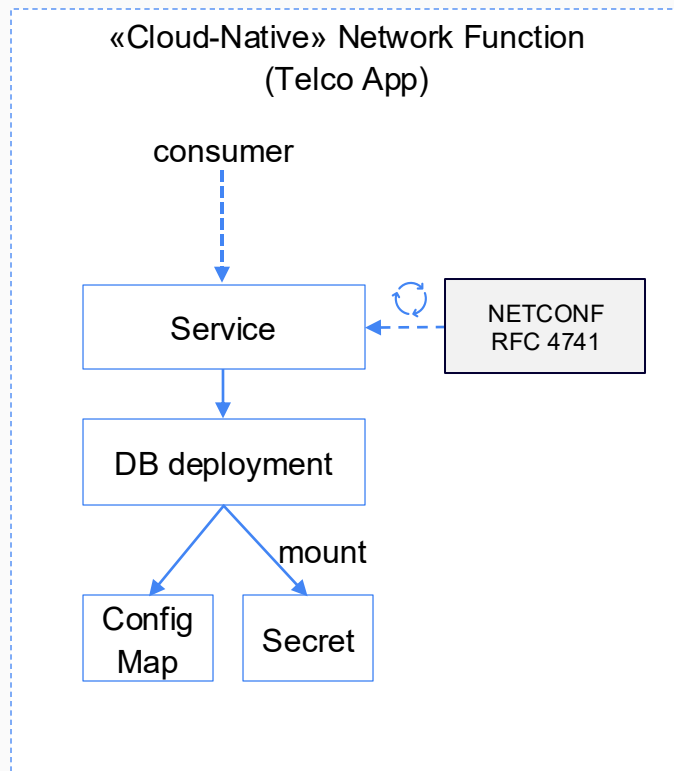 «Cloud-Native» Network Function
(Telco App)
consumer
Service
NETCONF
RFC 4741
DB deployment
mount
Config
Map
Secret